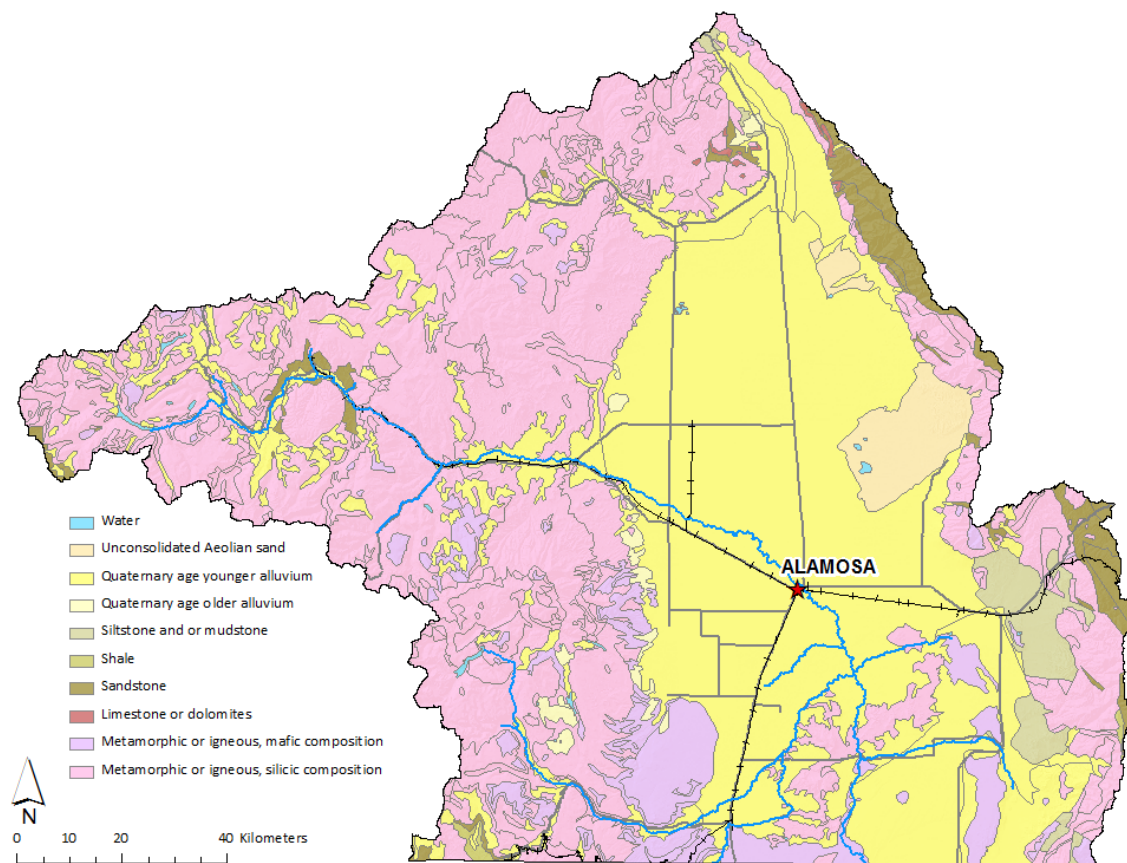 ALAMOSA
Water
Unconsolidated Aeolian sand
Quaternary age younger alluvium
Quaternary age older alluvium
Siltstone and or mudstone
Shale
Sandstone
Limestone or dolomites
Metamorphic or igneous, mafic composition
Metamorphic or igneous, silicic composition
N
0 10 20 40 Kilometers